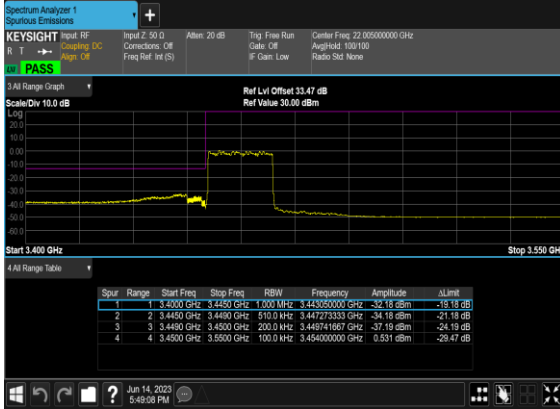 Spectrum Analyzer 1
Spurious Emissions
KEYSIGHT
R T
PASS
Input: RF
Coupling: DC
Align: Off
Input Z: 50 Ω
Corrections: Off
Freq Ref: Int (S)
Atten: 20 dB
Trig: Free Run
Gate: Off
IF Gain: Low
Center Freq: 22.005000000 GHz
Avg|Hold: 100/100
Radio Std: None
3 All Range Graph
Scale/Div 10.0 dB
Ref Lvl Offset 33.47 dB
Ref Value 30.00 dBm
Log
20.0
10.0
0.00
-10.0
-20.0
-30.0
-40.0
-50.0
-60.0
Start 3.400 GHz
Stop 3.550 GH
4 All Range Table
Spur Range Start Freq Stop Freq RBW Frequency Amplitude ΔLimit
1 1 3.4000 GHz 3.4450 GHz 1.000 MHz 3.443050000 GHz -32.18 dBm -19.18 dB
2 2 3.4450 GHz 3.4490 GHz 510.0 kHz 3.447273333 GHz -34.18 dBm -21.18 dB
3 3 3.4490 GHz 3.4500 GHz 200.0 kHz 3.449741667 GHz -37.19 dBm -24.19 dB
4 4 3.4500 GHz 3.5500 GHz 100.0 kHz 3.454000000 GHz 0.531 dBm -29.47 dB
?
Jun 14, 2023
5:49:08 PM